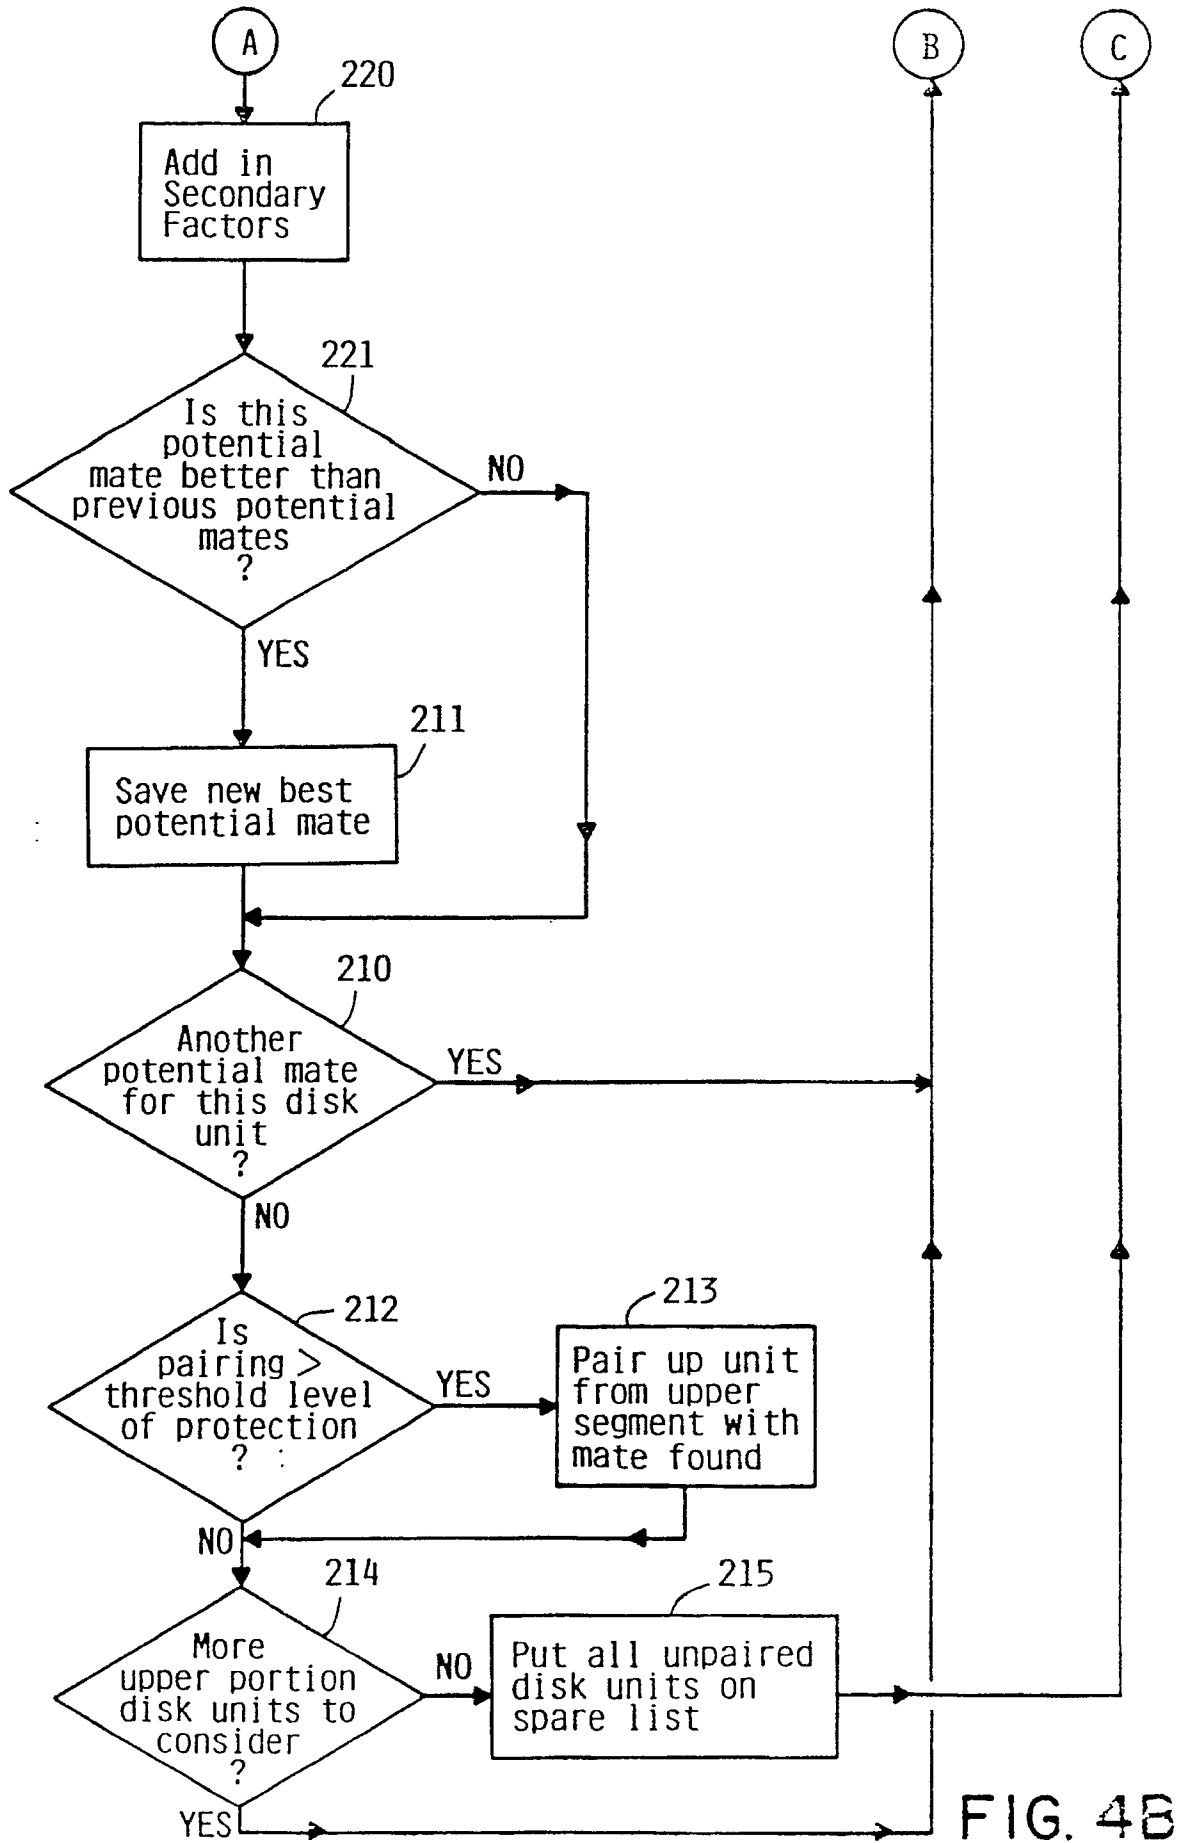 A
B
C
220
Add in
Secondary
Factors
221
Is this
potential
mate better than
previous potential
mates
?
NO
YES
211
Save new best
potential mate
210
Another
potential mate
for this disk
unit
?
YES
NO
212
Is
pairing >
threshold level
of protection
?
YES
213
Pair up unit
from upper
segment with
mate found
NO
214
More
upper portion
disk units to
consider
?
NO
215
Put all unpaired
disk units on
spare list
YES
FIG. 4B